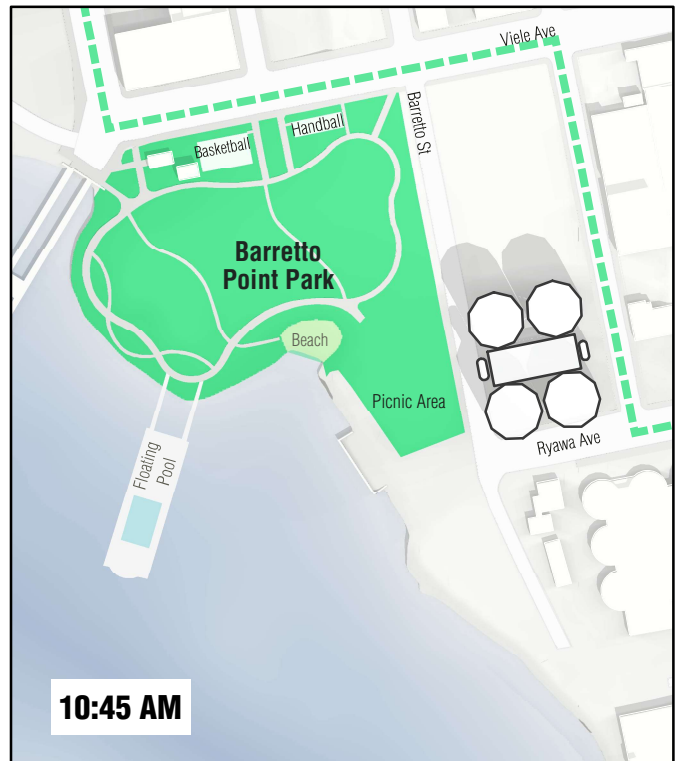 Viele Ave
Barretto St
Handball
Basketball
Barretto
Point Park
Beach
Picnic Area
Ryawa Ave
Floating
Pool
10:45 AM